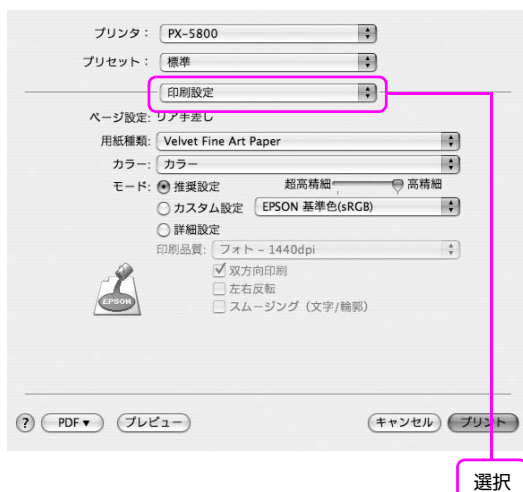 プリンタ： PX-5800
プリセット： 標準
印刷設定
ページ設定: リア手差し
用紙種類: Velvet Fine Art Paper
カラー: カラー
モード: 推奨設定 超高精細 高精細
カスタム設定 EPSON 基準色(sRGB)
詳細設定
印刷品質: フォト - 1440dpi
双方向印刷
左右反転
スムージング（文字/輪郭）
EPSON
? PDF▼ プレビュー キャンセル プリント
選択